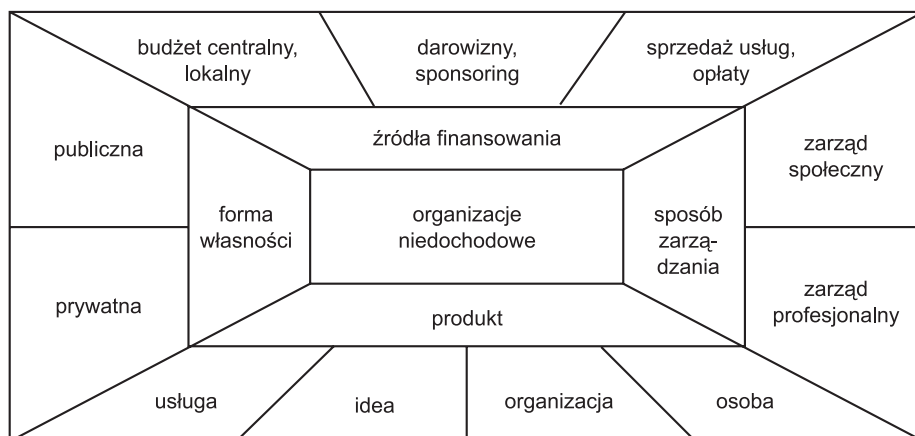 budżet centralny,
lokalny
darowizny,
sponsoring
sprzedaż usług,
opłaty
źródła finansowania
publiczna
prywatna
forma
własności
organizacje
niedochodowe
sposób
zarzą-
dzania
zarząd
społeczny
zarząd
profesjonalny
produkt
usługa
idea
organizacja
osoba